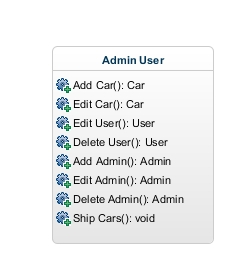 Admin User
Add Car(): Car
Edit Car(): Car
Edit User(): User
Delete User(): User
Add Admin(): Admin
Edit Admin(): Admin
Delete Admin(): Admin
Ship Cars(): void